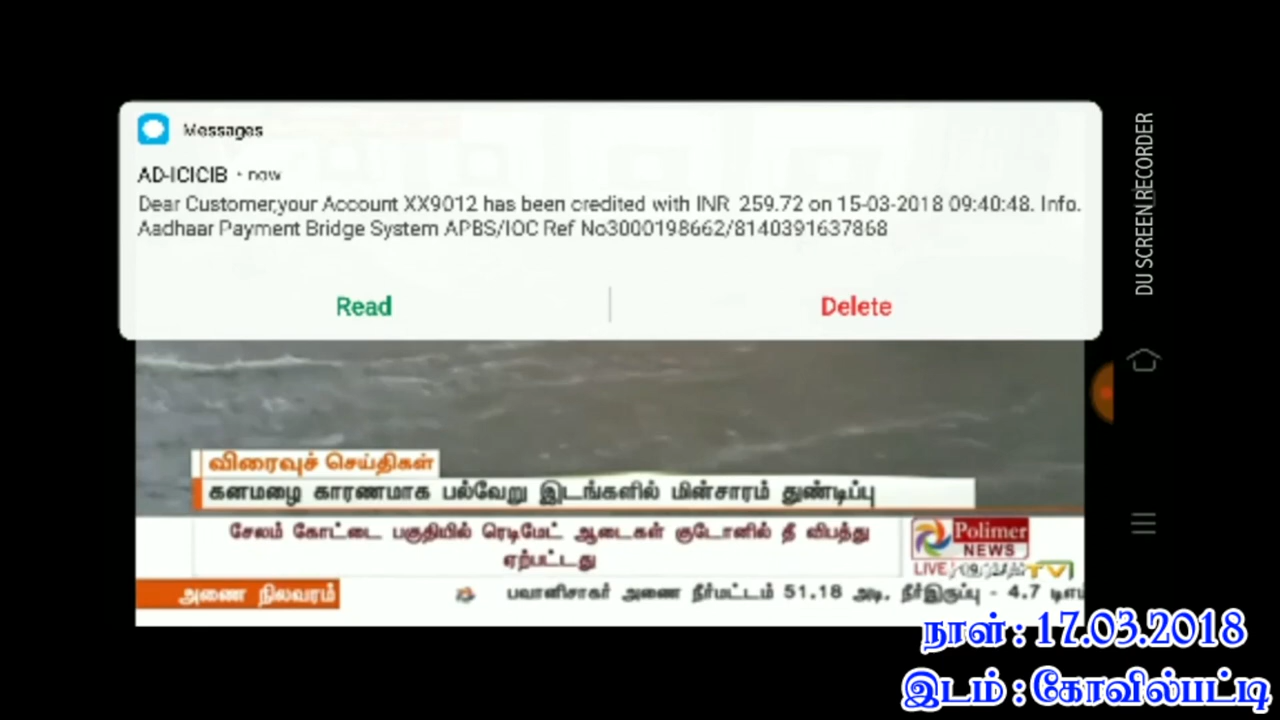 Messages
AD-ICICIB • now
Dear Customer,your Account XX9012 has been credited with INR 259.72 on 15-03-2018 09:40:48. Info.
Aadhaar Payment Bridge System APBS/IOC Ref No3000198662/8140391637868
Read
Delete
DU SCREEN RECORDER
விரைவுச் செய்திகள்
கனமழை காரணமாக பல்வேறு இடங்களில் மின்சாரம் துண்டிப்பு
சேலம் கோட்டை பகுதியில் ரெடிமேட் ஆடைகள் குடோனில் தீ விபத்து
ஏற்பட்டது
Polimer
NEWS
LIVE
TV
அணை நிலவரம்
பவானிசாகர் அணை நீர்மட்டம் 51.18 அடி, நீர்இருப்பு - 4.7
நாள் : 17.03.2018
இடம் : கோவில்பட்டி